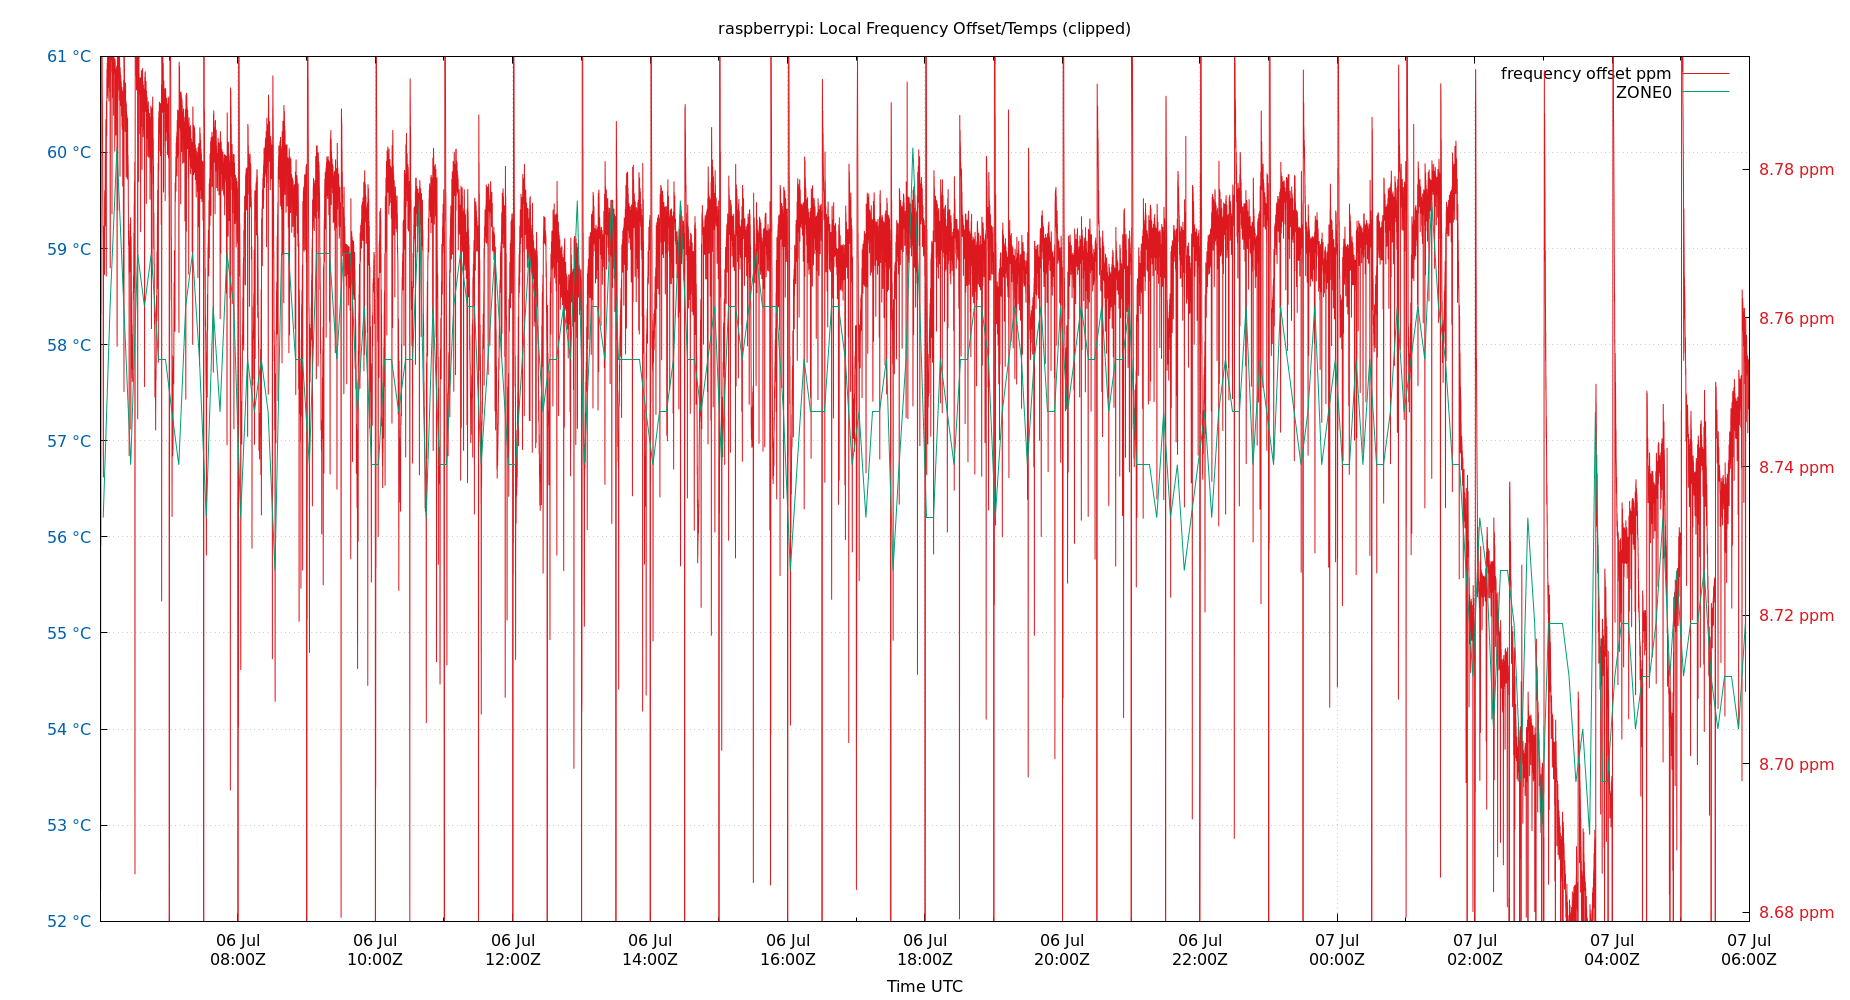 raspberrypi: Local Frequency Offset/Temps (clipped)
61 °C
60 °C
59 °C
58 °C
57 °C
56 °C
55 °C
54 °C
53 °C
52 °C
frequency offset ppm
ZONE0
8.78 ppm
8.76 ppm
8.74 ppm
8.72 ppm
8.70 ppm
8.68 ppm
06 Jul 06 Jul 06 Jul 06 Jul 06 Jul 06 Jul 06 Jul 06 Jul 07 Jul 07 Jul 07 Jul 07 Jul
08:00Z 10:00Z 12:00Z 14:00Z 16:00Z 18:00Z 20:00Z 22:00Z 00:00Z 02:00Z 04:00Z 06:00Z
Time UTC